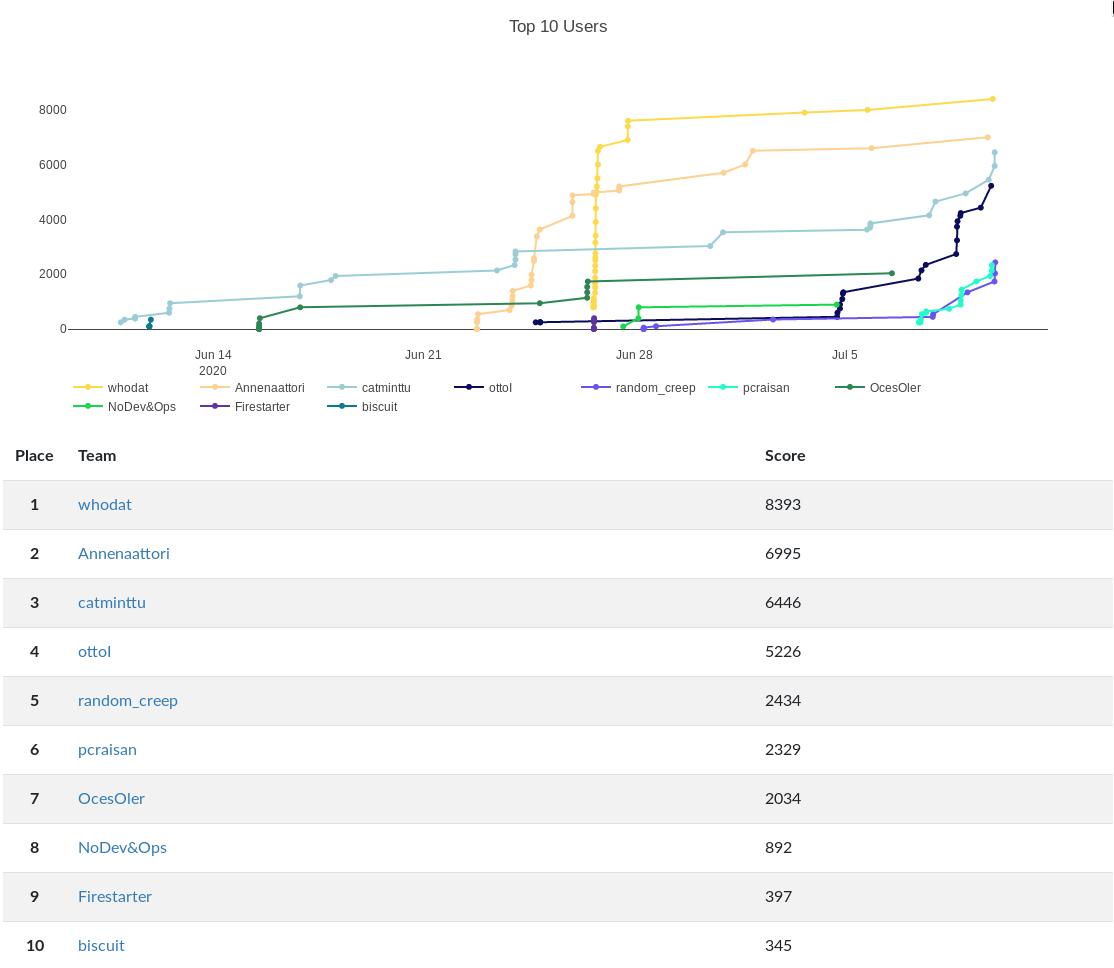 Top 10 Users
8000
6000
4000
2000
0
Jun 14 Jun 21 Jun 28 Jul 5
2020
whodat Annenaattori catminttu ottoI random_creep pcraisan OcesOler
NoDev&Ops Firestarter biscuit
Place Team Score
1 whodat 8393
2 Annenaattori 6995
3 catminttu 6446
4 ottoI 5226
5 random_creep 2434
6 pcraisan 2329
7 OcesOler 2034
8 NoDev&Ops 892
9 Firestarter 397
10 biscuit 345